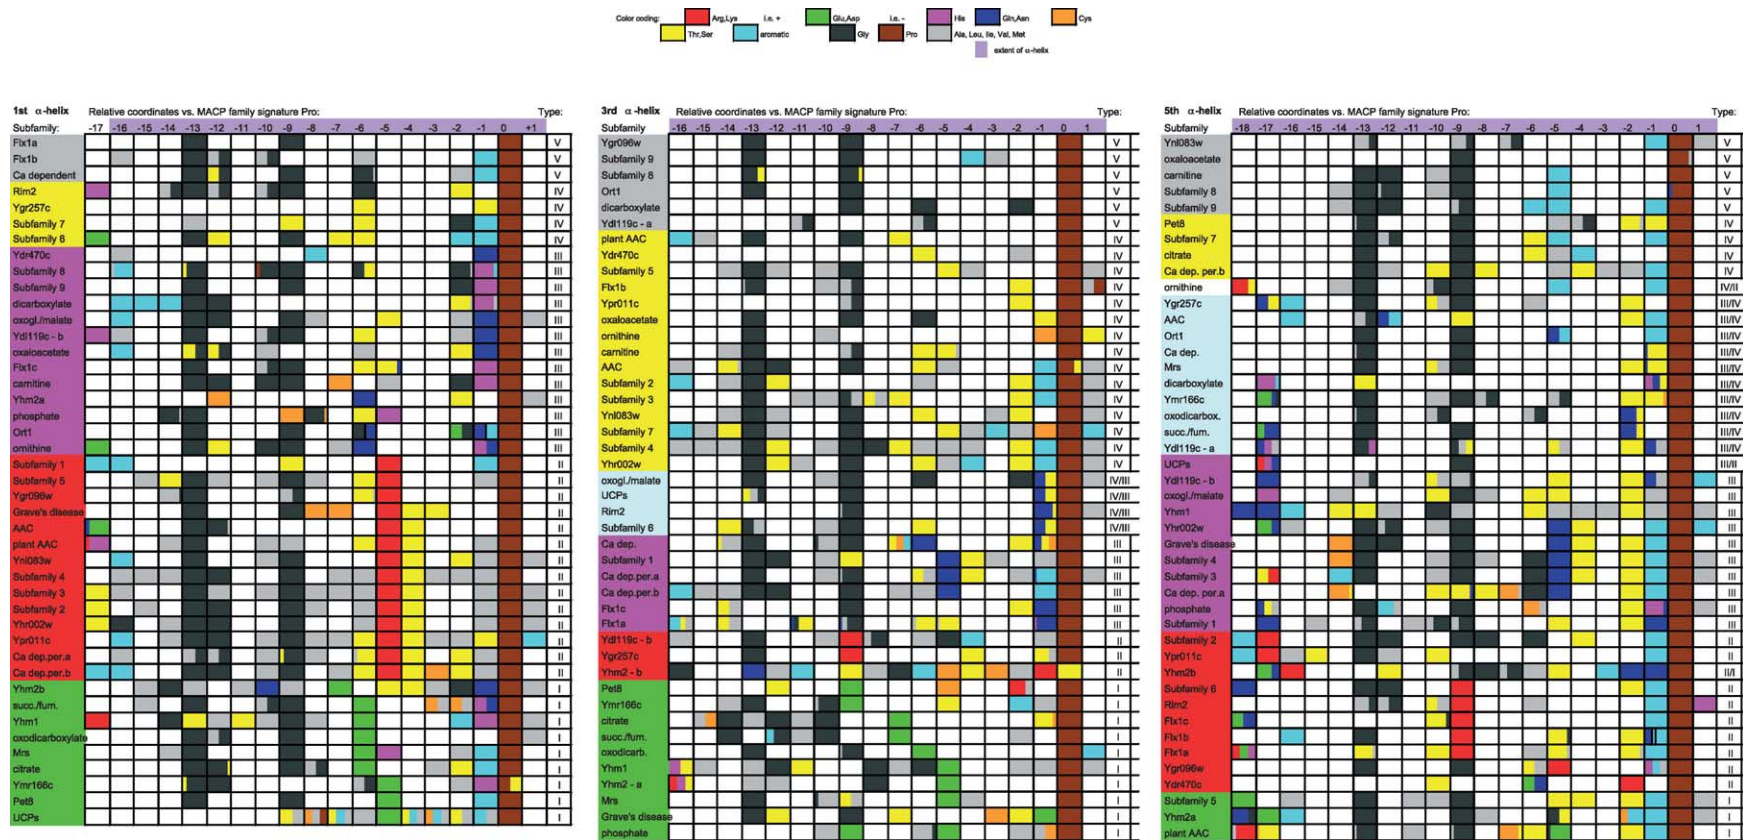 Color coding: Arg,Lys i.e. + Glu,Asp i.e. - His Gln,Asn Cys
Thr,Ser aromatic Gly Pro Ala, Leu, Ile, Val, Met
extent of α-helix
1st α-helix Relative coordinates vs. MACP family signature Pro: Type:
Subfamily: -17 -16 -15 -14 -13 -12 -10 -9 -8 -7 -6 -5 -4 -3 -2 -1 0 +1
Flx1a V
Flx1b V
Ca dependent V
Rim2 IV
Ygr257c IV
Subfamily 7 IV
Subfamily 6 IV
Ydr470c III
Subfamily 8 III
Subfamily 9 III
dicarboxylate III
oxogl./malate III
Ydl119c - b III
oxaloacetate III
Flx1c III
carnitine III
Yhm2a III
phosphate III
Ort1 III
ornithine III
Subfamily 1 II
Subfamily 5 II
Ygr096w II
Grave's disease II
AAC II
plant AAC II
Ynl083w II
Subfamily 4 II
Subfamily 3 II
Subfamily 2 II
Yhr002w II
Ypr011c II
Ca dep.per.a II
Ca dep.per.b II
Yhm2b I
succ./fum. I
Yhm1 I
oxodicarboxylate I
Mrs I
citrate I
Ymr166c I
Pet8 I
UCPs I
3rd α-helix Relative coordinates vs. MACP family signature Pro: Type:
Subfamily -16 -15 -14 -13 -12 -10 -9 -8 -7 -6 -5 -4 -3 -2 -1 0 1
Ygr096w V
Subfamily 9 V
Subfamily 8 V
Ort1 V
dicarboxylate V
Ydl119c - a V
plant AAC IV
Ydr470c IV
Subfamily 5 IV
Flx1b IV
Ypr011c IV
oxaloacetate IV
ornithine IV
carnitine IV
AAC IV
Subfamily 2 IV
Subfamily 3 IV
Ynl083w IV
Subfamily 7 IV
Subfamily 4 IV
Yhr002w IV
oxogl./malate IV/III
UCPs IV/III
Rim2 IV/III
Subfamily 6 IV/III
Ca dep. III
Subfamily 1 III
Ca dep.per.a III
Ca dep.per.b III
Flx1c III
Flx1a III
Ydl119c - b II
Ygr257c II
Yhm2 - b II
Pet8 I
Ymr166c I
citrate I
succ./fum. I
oxodicarb. I
Yhm1 I
Yhm2 - a I
Mrs I
Grave's disease I
phosphate I
5th α-helix Relative coordinates vs. MACP family signature Pro: Type:
Subfamily -18 -17 -16 -15 -14 -13 -12 -10 -9 -8 -7 -6 -5 -4 -3 -2 -1 0 1
Ynl083w V
oxaloacetate V
carnitine V
Subfamily 8 V
Subfamily 9 V
Pet8 IV
Subfamily 7 IV
citrate IV
Ca dep. per.b IV
ornithine IV/II
Ygr257c III/IV
AAC III/IV
Ort1 III/IV
Ca dep. III/IV
Mrs III/IV
dicarboxylate III/IV
Ymr166c III/IV
oxodicarbox. III/IV
succ./fum. III/IV
Ydl119c - a III/IV
UCPs III/II
Ydl119c - b III
oxogl./malate III
Yhm1 III
Yhr002w III
Grave's disease III
Subfamily 4 III
Subfamily 3 III
Ca dep. per.a III
phosphate III
Subfamily 1 III
Subfamily 2 II
Ypr011c II
Yhm2b II/I
Subfamily 6 II
Rim2 II
Flx1c II
Flx1b II
Flx1a II
Ygr096w II
Ydr470c II
Subfamily 5 I
Yhm2a I
plant AAC I